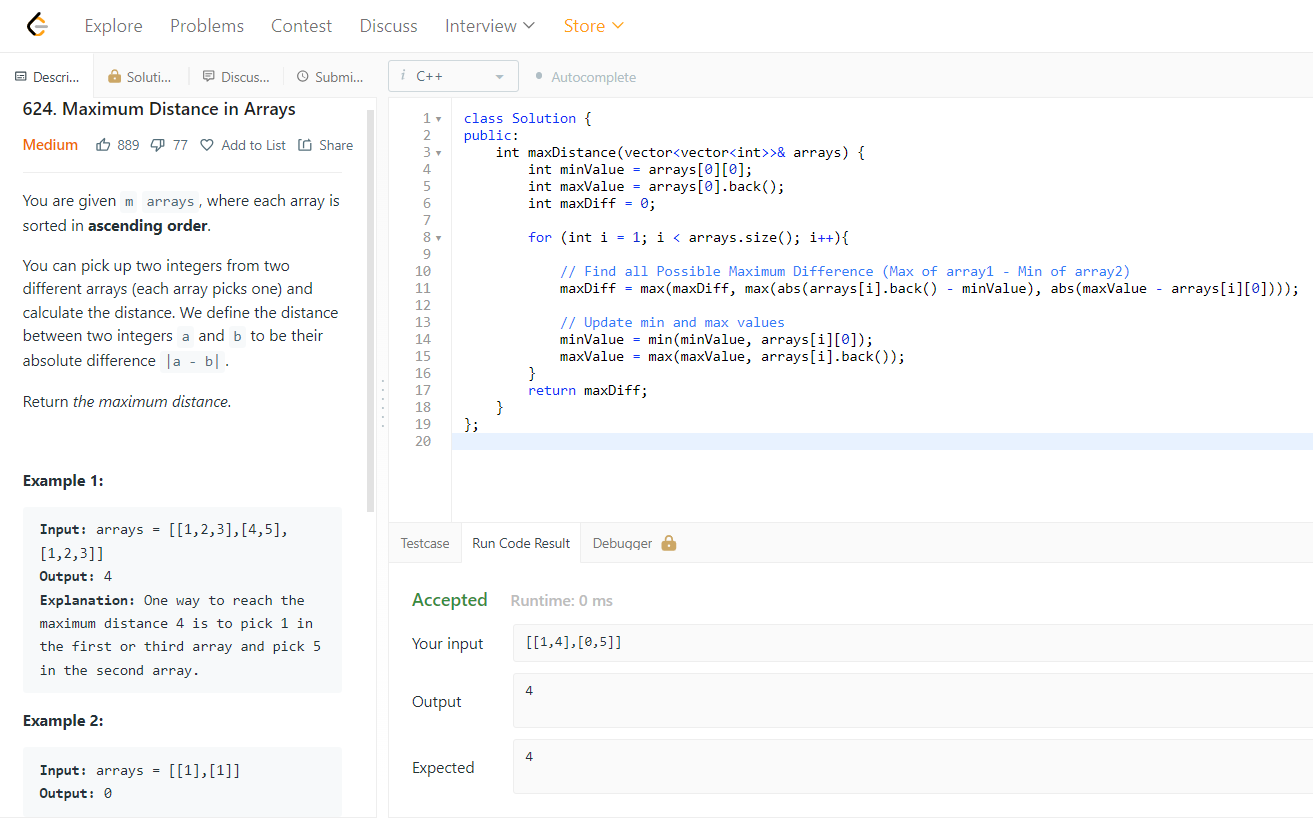 Explore Problems Contest Discuss Interview Store
Descri... Soluti... Discus... Submi...
624. Maximum Distance in Arrays
Medium 889 77 Add to List Share
You are given m arrays, where each array is
sorted in ascending order.
You can pick up two integers from two
different arrays (each array picks one) and
calculate the distance. We define the distance
between two integers a and b to be their
absolute difference |a - b|.
Return the maximum distance.
Example 1:
Input: arrays = [[1,2,3],[4,5],
[1,2,3]]
Output: 4
Explanation: One way to reach the
maximum distance 4 is to pick 1 in
the first or third array and pick 5
in the second array.
Example 2:
Input: arrays = [[1],[1]]
Output: 0
i C++ Autocomplete
1 class Solution {
2 public:
3     int maxDistance(vector<vector<int>>& arrays) {
4         int minValue = arrays[0][0];
5         int maxValue = arrays[0].back();
6         int maxDiff = 0;
7
8         for (int i = 1; i < arrays.size(); i++){
9
10             // Find all Possible Maximum Difference (Max of array1 - Min of array2)
11             maxDiff = max(maxDiff, max(abs(arrays[i].back() - minValue), abs(maxValue - arrays[i][0])));
12
13             // Update min and max values
14             minValue = min(minValue, arrays[i][0]);
15             maxValue = max(maxValue, arrays[i].back());
16         }
17         return maxDiff;
18     }
19 };
20
Testcase Run Code Result Debugger
Accepted Runtime: 0 ms
Your input [[1,4],[0,5]]
Output 4
Expected 4